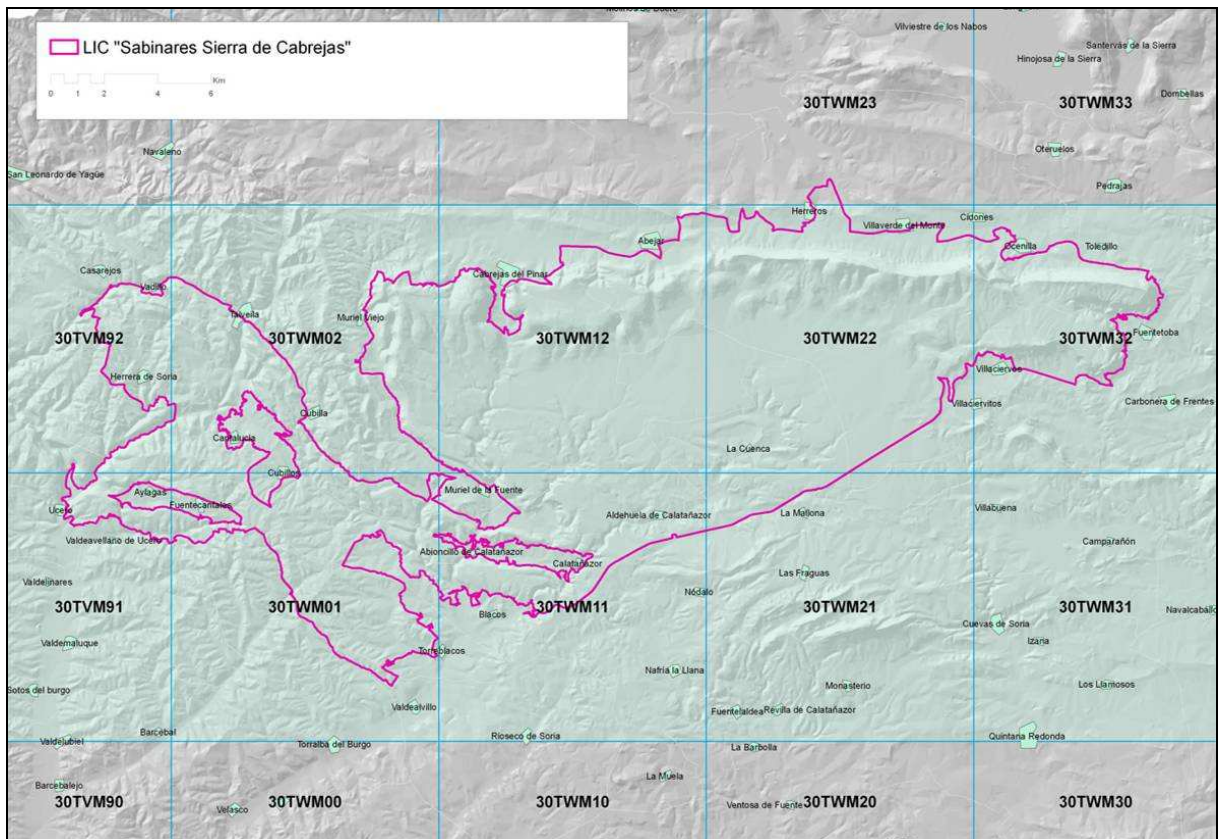 LIC "Sabinares Sierra de Cabrejas"
Km
0 1 2 4 6
Vilviestre de los Nabos
Santervás de la Sierra
Hinojosa de la Sierra
Dombellas
30TWM23
30TWM33
Navaleno
Oteruelos
San Leonardo de Yagüe
Pedrajas
Herreros
Cidones
Villaverde del Monte
Abejar
Ocenilla
Toledillo
Casarejos
Cabrejas del Pinar
Vadillo
Talveila
Muriel Viejo
30TVM92
30TWM02
30TWM12
30TWM22
30TWM32
Fuentetoba
Herrera de Soria
Villaciervos
Villaciervitos
Carbonera de Frentes
Cubilla
Cantalucia
La Cuenca
Cubillos
Aylagas
Muriel de la Fuente
Fuentecantales
Ucero
Villabuena
Aldehuela de Calatañazor
La Mallona
Valdeavellano de Ucero
Camparañón
Abioncillo de Calatañazor
Calatañazor
Valdelinares
Las Fraguas
Nódalo
30TVM91
30TWM01
30TWM11
30TWM21
30TWM31
Navalcaballo
Blacos
Cuevas de Soria
Valdemaluque
Izana
Torreblacos
Nafría la Llana
Sotos del burgo
Monasterio
Los Llamosos
Valdealvillo
Fuentelaldea
Revilla de Calatañazor
Barcebal
Valdelubiel
Torralba del Burgo
Rioseco de Soria
Quintana Redonda
La Barbolla
La Muela
Barcebalejo
30TVM90
Velasco
30TWM00
30TWM10
Ventosa de Fuente
30TWM20
30TWM30